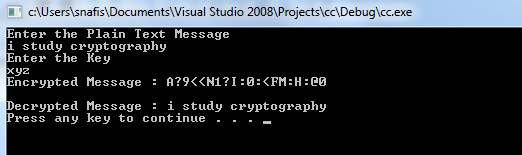 c:\Users\snafis\Documents\Visual Studio 2008\Projects\cc\Debug\cc.exe
Enter the Plain Text Message
i study cryptography
Enter the Key
xyz
Encrypted Message : A?9<<N1?I:0:<FM:H:@0
Decrypted Message : i study cryptography
Press any key to continue . . . _